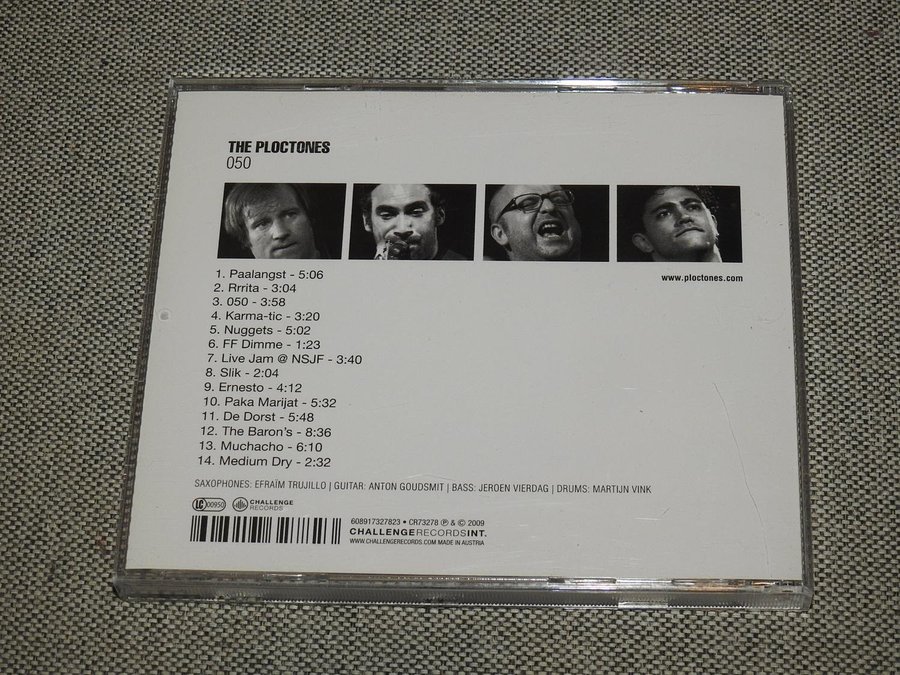 THE PLOCTONES
050
www.ploctones.com
1. Paalangst - 5:06
2. Rrrita - 3:04
3. 050 - 3:58
4. Karma-tic - 3:20
5. Nuggets - 5:02
6. FF Dimme - 1:23
7. Live Jam @ NSJF - 3:40
8. Slik - 2:04
9. Ernesto - 4:12
10. Paka Marijat - 5:32
11. De Dorst - 5:48
12. The Baron's - 8:36
13. Muchacho - 6:10
14. Medium Dry - 2:32
SAXOPHONES: EFRAÏM TRUJILLO | GUITAR: ANTON GOUDSMIT | BASS: JEROEN VIERDAG | DRUMS: MARTIJN VINK
LC 00950 CHALLENGE
RECORDS
608917327823 • CR73278 ℗ & © 2009
CHALLENGERECORDSINT.
WWW.CHALLENGERECORDS.COM MADE IN AUSTRIA